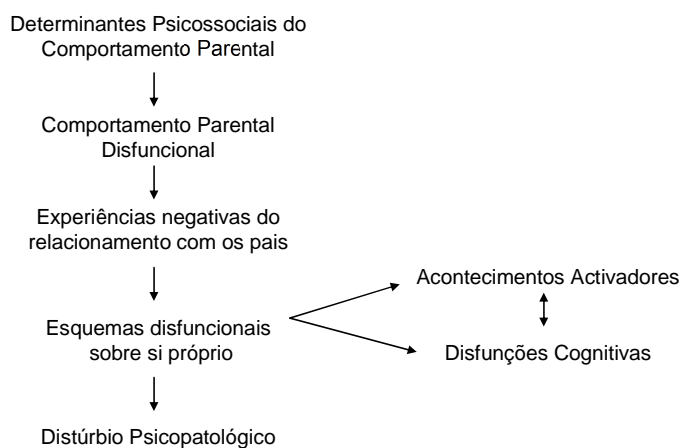 Determinantes Psicossociais do
Comportamento Parental
Comportamento Parental
Disfuncional
Experiências negativas do
relacionamento com os pais
Acontecimentos Activadores
Esquemas disfuncionais
sobre si próprio
Disfunções Cognitivas
Distúrbio Psicopatológico